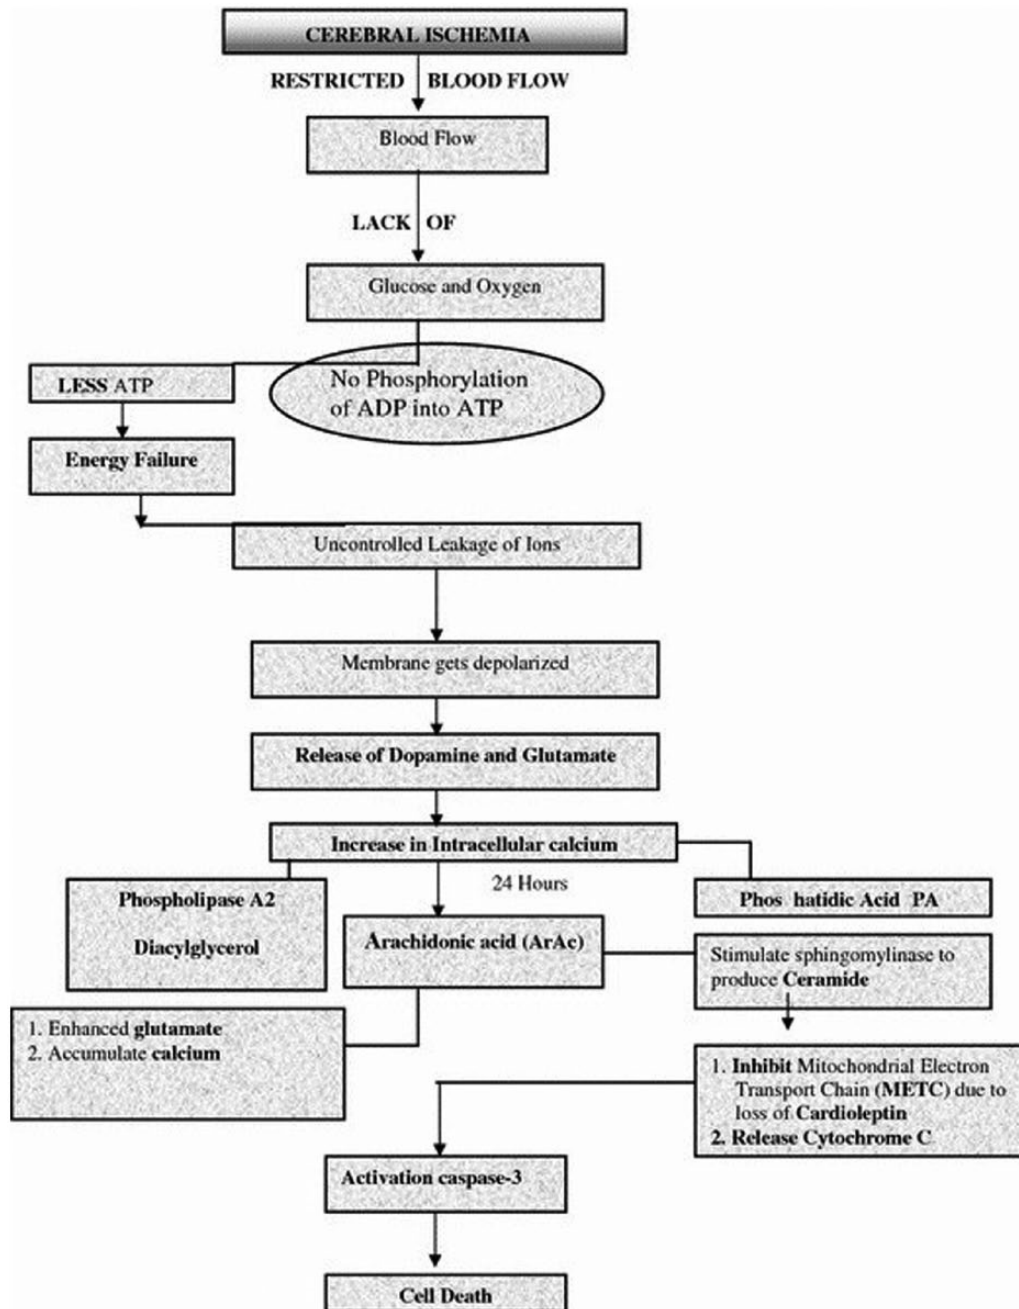 CEREBRAL ISCHEMIA
RESTRICTED BLOOD FLOW
Blood Flow
LACK OF
Glucose and Oxygen
No Phosphorylation
of ADP into ATP
LESS ATP
Energy Failure
Uncontrolled Leakage of Ions
Membrane gets depolarized
Release of Dopamine and Glutamate
Increase in Intracellular calcium
24 Hours
Phospholipase A2
Diacylglycerol
Arachidonic acid (ArAc)
Phos hatidic Acid PA
Stimulate sphingomylinase to
produce Ceramide
1. Enhanced glutamate
2. Accumulate calcium
1. Inhibit Mitochondrial Electron
Transport Chain (METC) due to
loss of Cardioleptin
2. Release Cytochrome C
Activation caspase-3
Cell Death